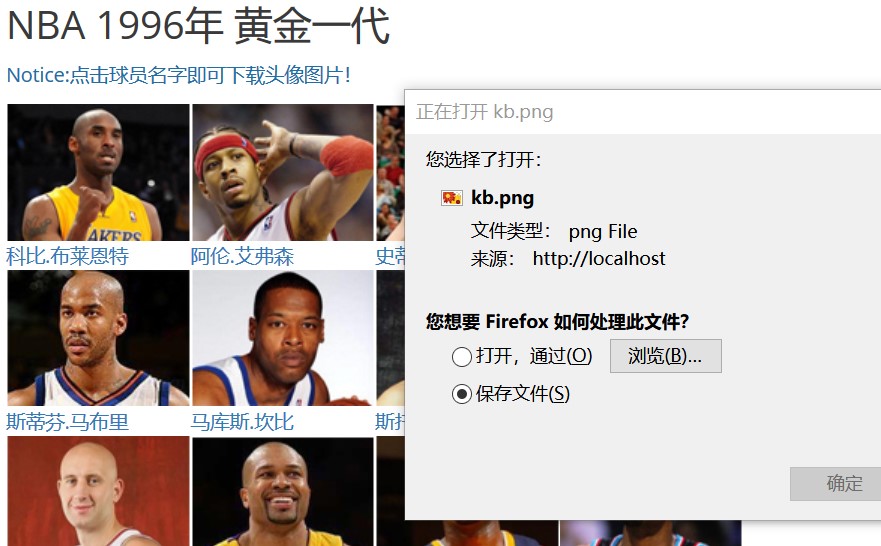 NBA 1996年 黄金一代
Notice:点击球员名字即可下载头像图片！
正在打开 kb.png
您选择了打开：
kb.png
文件类型： png File
来源： http://localhost
您想要 Firefox 如何处理此文件？
打开，通过(O) 浏览(B)...
保存文件(S)
确定
AKERS
科比.布莱恩特 阿伦.艾弗森 史蒂
斯蒂芬.马布里 马库斯.坎比 斯托